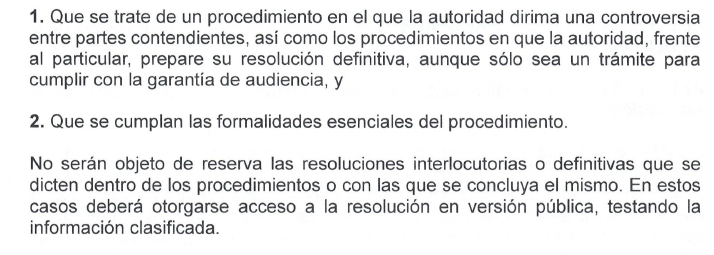 1. Que se trate de un procedimiento en el que la autoridad dirima una controversia
entre partes contendientes, así como los procedimientos en que la autoridad, frente
al particular, prepare su resolución definitiva, aunque sólo sea un trámite para
cumplir con la garantía de audiencia, y
2. Que se cumplan las formalidades esenciales del procedimiento.
No serán objeto de reserva las resoluciones interlocutorias o definitivas que se
dicten dentro de los procedimientos o con las que se concluya el mismo. En estos
casos deberá otorgarse acceso a la resolución en versión pública, testando la
información clasificada.